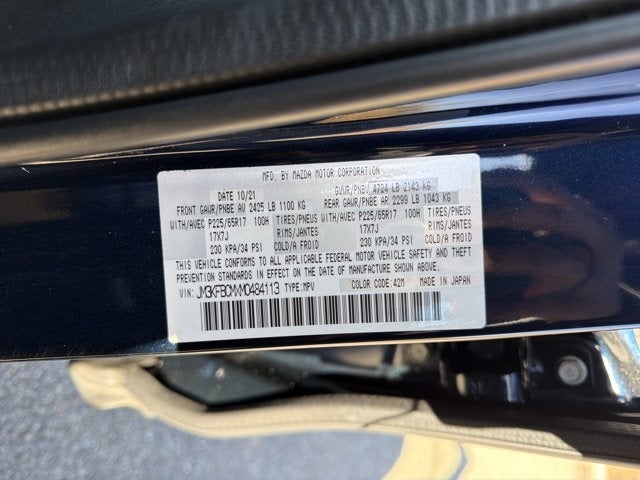 MFD. BY MAZDA MOTOR CORPORATION
DATE 10/21 GVWR/PNBV 4724 LB 2143 KG
FRONT GAWR/PNBE AV 2425 LB 1100 KG REAR GAWR/PNBE AR 2299 LB 1043 KG
WITH/AVEC P225/65R17 100H TIRES/PNEUS WITH/AVEC P225/65R17 100H TIRES/PNEUS
17X7J RIMS/JANTES 17X7J RIMS/JANTES
230 KPA/34 PSI COLD/A FROID 230 KPA/34 PSI COLD/A FROID
THIS VEHICLE CONFORMS TO ALL APPLICABLE FEDERAL MOTOR VEHICLE SAFETY AND THEFT
PREVENTION STANDARDS IN EFFECT ON THE DATE OF MANUFACTURE SHOWN ABOVE.
VIN: JM3KFBCMXM0484113 TYPE: MPV COLOR CODE: 42M MADE IN JAPAN